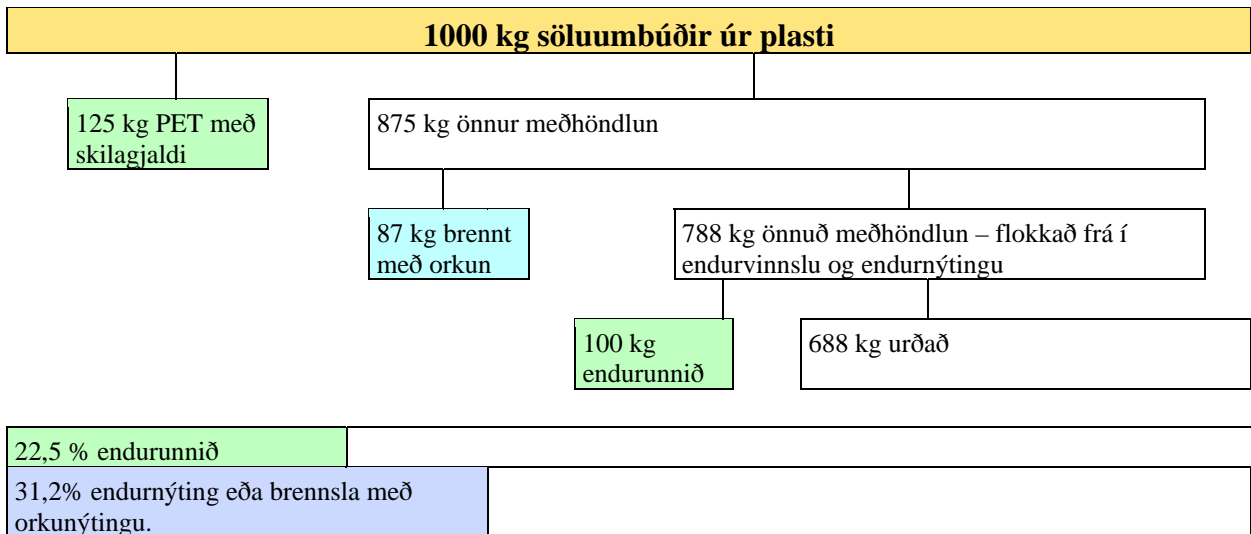 1000 kg söluumbúðir úr plasti
125 kg PET með
skilagjaldi
875 kg önnur meðhöndlun
87 kg brennt
með orkun
788 kg önnuð meðhöndlun – flokkað frá í
endurvinnslu og endurnýtingu
100 kg
endurunnið
688 kg urðað
22,5 % endurunnið
31,2% endurnýting eða brennsla með
orkunýtingu.